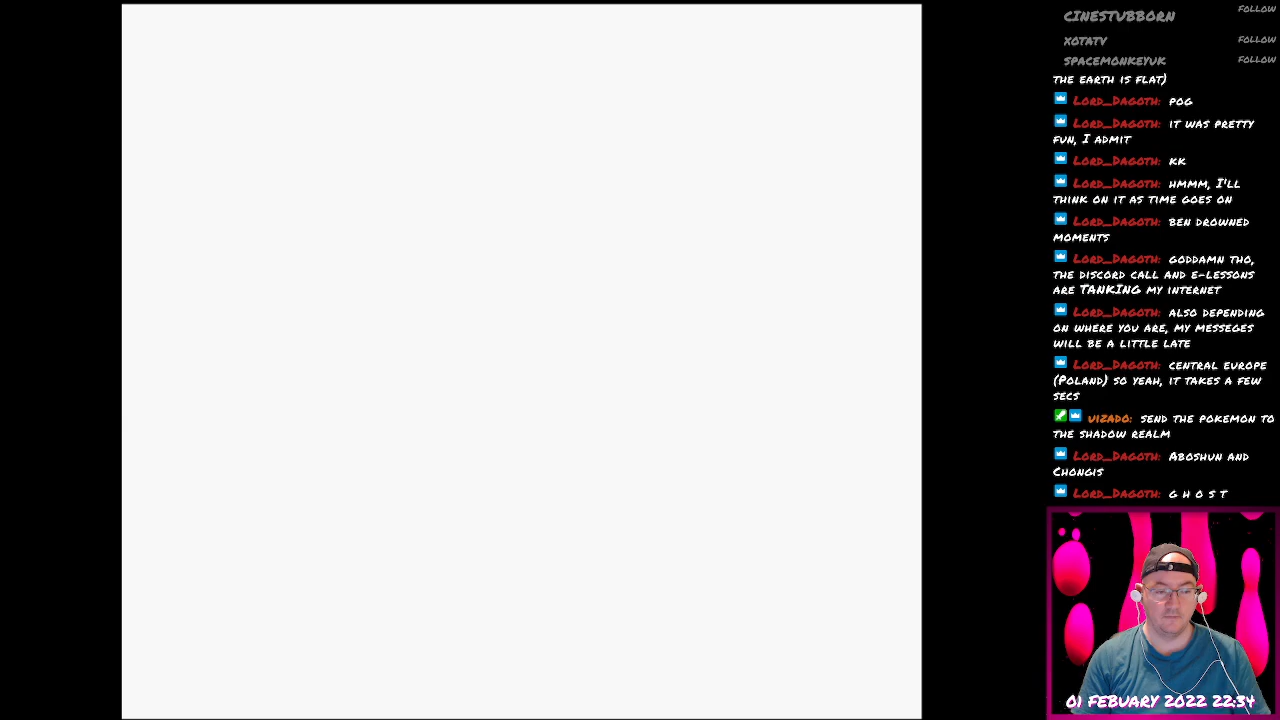 CINESTUBBORN FOLLOW
XOTATV FOLLOW
SPACEMONKEYUK FOLLOW
THE EARTH IS FLAT)
LORD_DAGOTH: POG
LORD_DAGOTH: IT WAS PRETTY
FUN, I ADMIT
LORD_DAGOTH: KK
LORD_DAGOTH: HMMM, I'LL
THINK ON IT AS TIME GOES ON
LORD_DAGOTH: BEN DROWNED
MOMENTS
LORD_DAGOTH: GODDAMN THO,
THE DISCORD CALL AND E-LESSONS
ARE TANKING MY INTERNET
LORD_DAGOTH: ALSO DEPENDING
ON WHERE YOU ARE, MY MESSEGES
WILL BE A LITTLE LATE
LORD_DAGOTH: CENTRAL EUROPE
(POLAND) SO YEAH, IT TAKES A FEW
SECS
VIZADO: SEND THE POKEMON TO
THE SHADOW REALM
LORD_DAGOTH: ABOSHUN AND
CHONGIS
LORD_DAGOTH: G H O S T
01 FEBUARY 2022 22:34